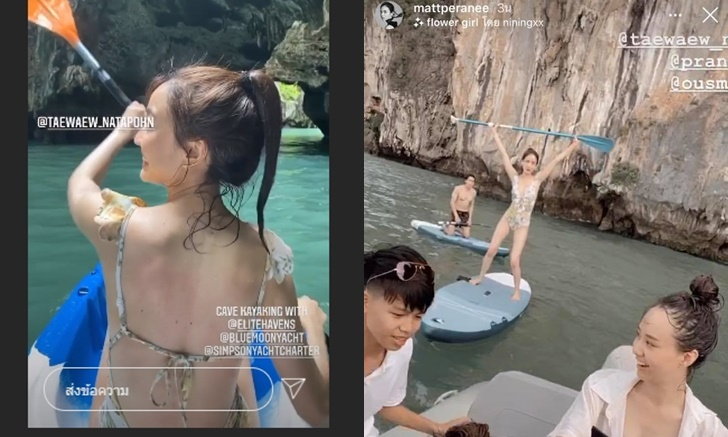 @TAEWAEW_NATAPOHN
CAVE KAYAKING WITH
@ELITEHAVENS
@BLUEMOONYACHT
@SIMPSONYACHTCHARTER
ส่งข้อความ
mattperanee 3วัน
flower girl โดย niningxx
@taewaew_n
@pran
@ousm